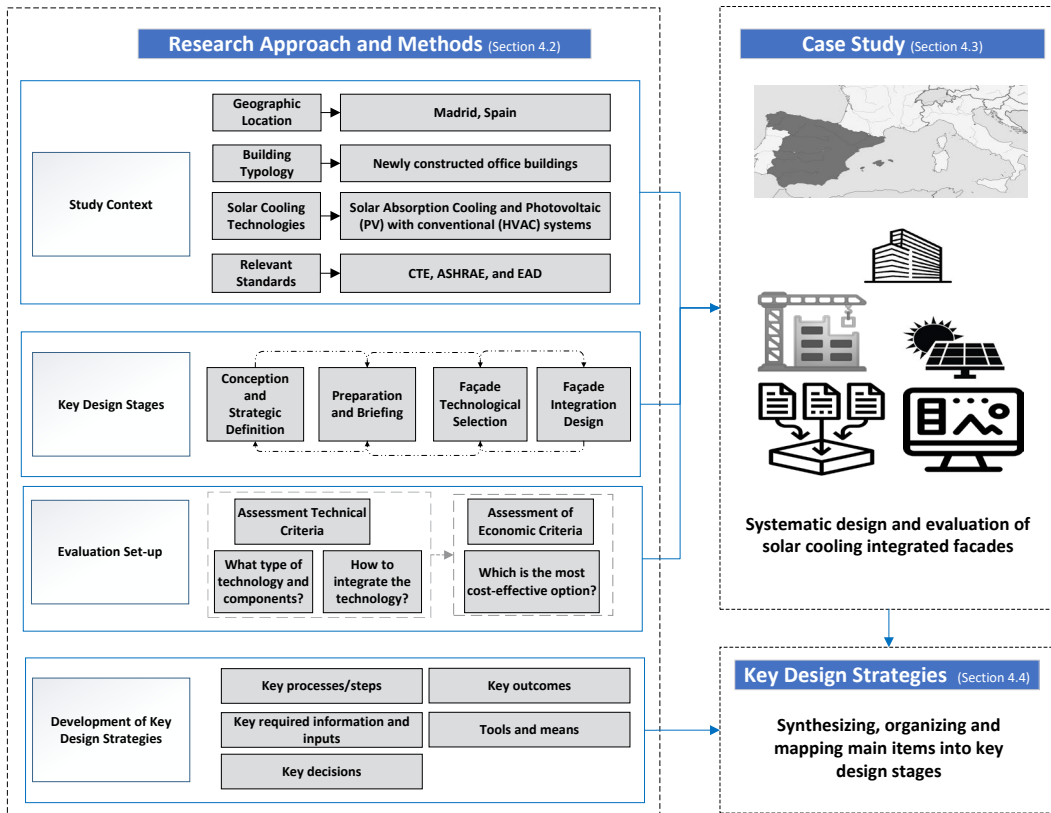 Research Approach and Methods (Section 4.2)
Study Context
Geographic
Location
Madrid, Spain
Building
Typology
Newly constructed office buildings
Solar Cooling
Technologies
Solar Absorption Cooling and Photovoltaic
(PV) with conventional (HVAC) systems
Relevant
Standards
CTE, ASHRAE, and EAD
Key Design Stages
Conception
and
Strategic
Definition
Preparation
and Briefing
Façade
Technological
Selection
Façade
Integration
Design
Evaluation Set-up
Assessment Technical
Criteria
What type of
technology and
components?
How to
integrate the
technology?
Assessment of
Economic Criteria
Which is the most
cost-effective option?
Development of Key
Design Strategies
Key processes/steps
Key outcomes
Key required information and
inputs
Tools and means
Key decisions
Case Study (Section 4.3)
Systematic design and evaluation of
solar cooling integrated facades
Key Design Strategies (Section 4.4)
Synthesizing, organizing and
mapping main items into key
design stages